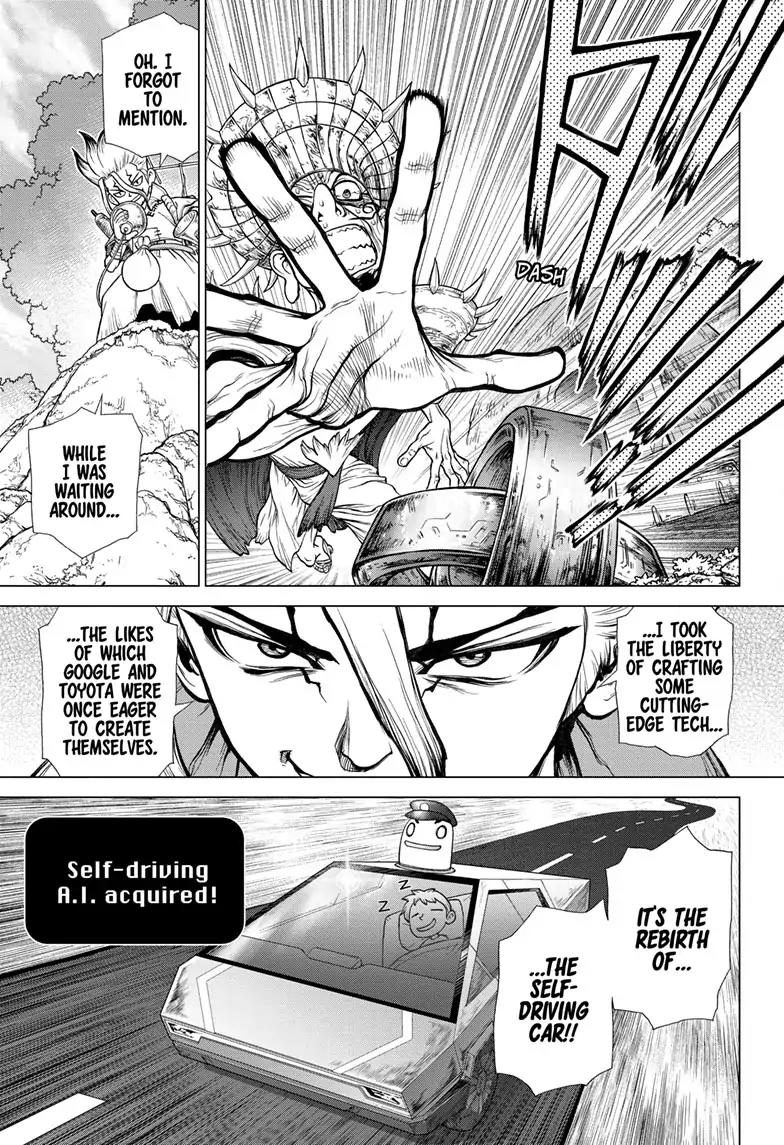 DASH
OH. I
FORGOT
TO
MENTION.
WHILE
I WAS
WAITING
AROUND...
...I TOOK
THE LIBERTY
OF CRAFTING
SOME
CUTTING-
EDGE TECH...
...THE LIKES
OF WHICH
GOOGLE AND
TOYOTA WERE
ONCE EAGER
TO CREATE
THEMSELVES.
IT'S THE
REBIRTH
OF...
...THE
SELF-
DRIVING
CAR!!
Self-driving
A.I. acquired!
Z
Z
Z